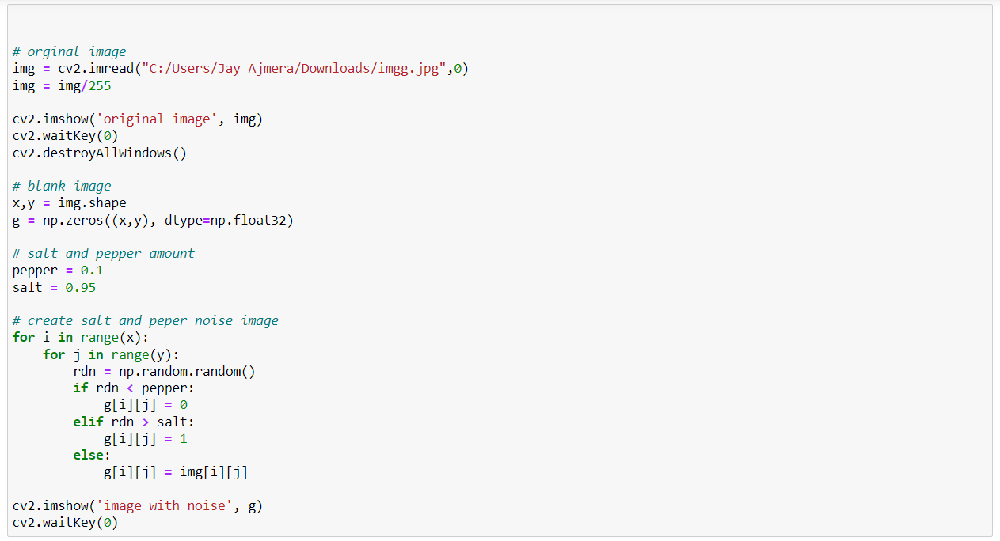 # orginal image
img = cv2.imread("C:/Users/Jay Ajmera/Downloads/imgg.jpg",0)
img = img/255
cv2.imshow('original image', img)
cv2.waitKey(0)
cv2.destroyAllWindows()
# blank image
x,y = img.shape
g = np.zeros((x,y), dtype=np.float32)
# salt and pepper amount
pepper = 0.1
salt = 0.95
# create salt and peper noise image
for i in range(x):
    for j in range(y):
        rdn = np.random.random()
        if rdn < pepper:
            g[i][j] = 0
        elif rdn > salt:
            g[i][j] = 1
        else:
            g[i][j] = img[i][j]
cv2.imshow('image with noise', g)
cv2.waitKey(0)